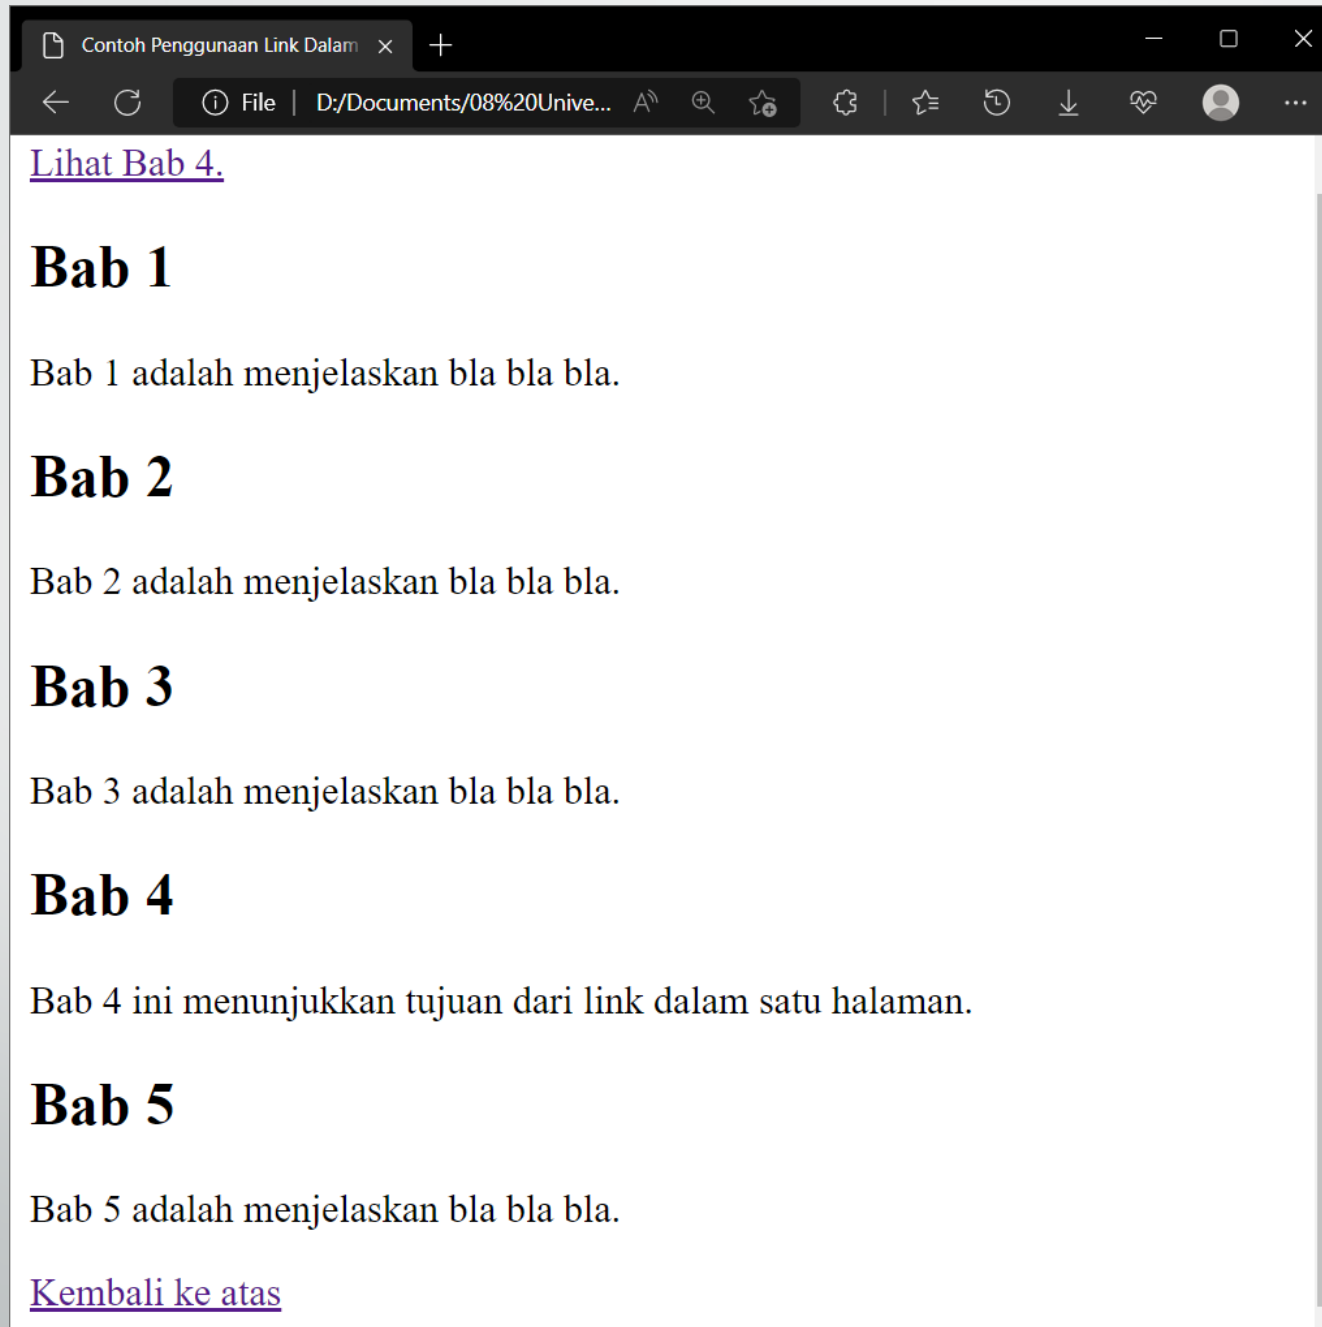 Contoh Penggunaan Link Dalam
File | D:/Documents/08%20Unive...
Lihat Bab 4.
Bab 1
Bab 1 adalah menjelaskan bla bla bla.
Bab 2
Bab 2 adalah menjelaskan bla bla bla.
Bab 3
Bab 3 adalah menjelaskan bla bla bla.
Bab 4
Bab 4 ini menunjukkan tujuan dari link dalam satu halaman.
Bab 5
Bab 5 adalah menjelaskan bla bla bla.
Kembali ke atas